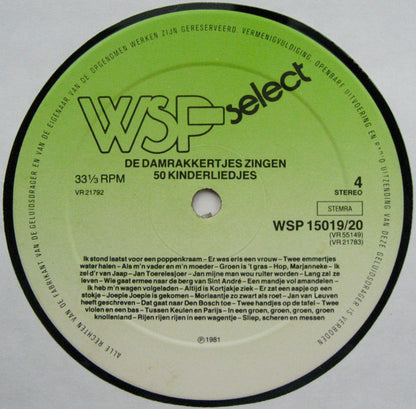 ALLE RECHTEN VAN DE FABRIKANT VAN DE GELUIDSDRAGER EN VAN DE EIGENAAR VAN DE OPGENOMEN WERKEN ZIJN GERESERVEERD. VERMENIGVULDIGING, OPENBARE UITVOERING EN RADIO UITZENDING VAN DEZE GELUIDSDRAGER IS VERBODEN
WSP-select
DE DAMRAKKERTJES ZINGEN
50 KINDERLIEDJES
33⅓ RPM
VR 21792
4
STEREO
STEMRA
WSP 15019/20
(VR 55149)
(VR 21783)
Ik stond laatst voor een poppenkraam – Er was eris een vrouw – Twee emmertjes
water halen – Als m'n vader en m'n moeder – Groen is 't gras – Hop, Marjanneke – Ik
zei d'r van Jaap – Jan Toerelesjoer – Jan mijne man wou ruiter worden – Lang zal ze
leven – Wie gaat ermee naar de berg van Sint André – Een mandje vol amandelen –
Ik heb m'n wagen volgeladen – Altijd is Kortjakje ziek – Er zat een aapje op een
stokje – Joepie Joepie is gekomen – Moriaantje zo zwart als roet – Jan van Leuven
heeft geschreven – Dat gaat naar Den Bosch toe – Twee handjes op de tafel – Twee
violen en een bas – Tussen Keulen en Parijs – In een groen, groen, groen, groen
knollenland – Rijen rijen rijen in een wagentje – Sliep, scheren en messen
Ⓟ 1981